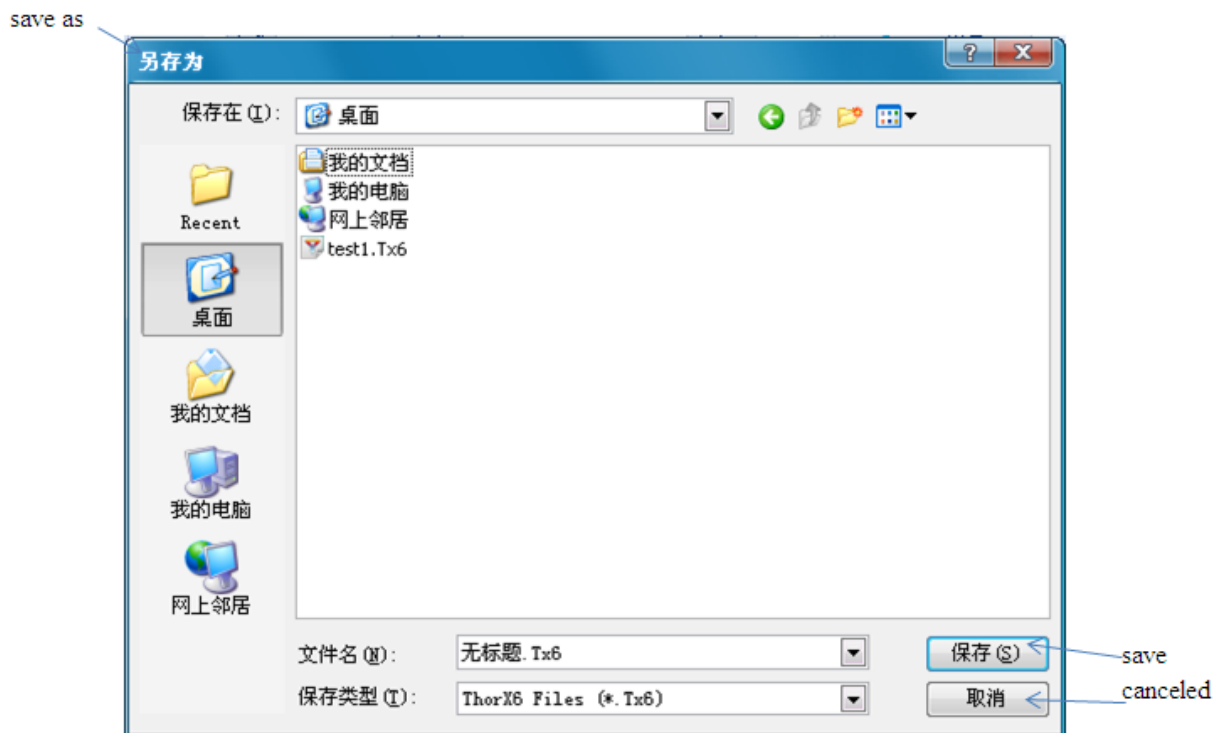 save as
另存为
保存在(I):
桌面
Recent
桌面
我的文档
我的电脑
网上邻居
我的文档
我的电脑
网上邻居
test1.Tx6
文件名(N):
无标题.Tx6
保存(S)
save
保存类型(T):
ThorX6 Files (*.Tx6)
取消
canceled